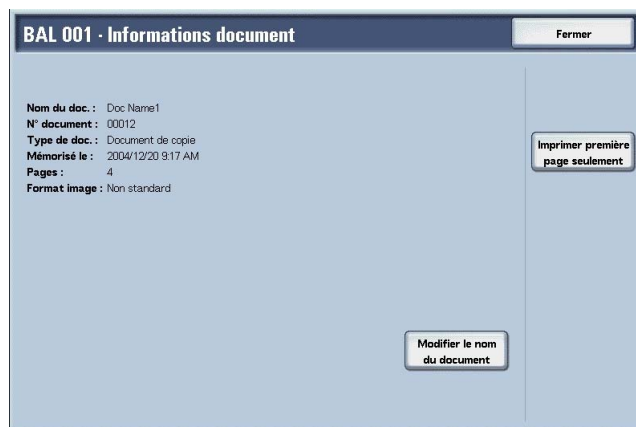 BAL 001 - Informations document
Fermer
Nom du doc. : Doc Name1
N° document : 00012
Type de doc. : Document de copie
Mémorisé le : 2004/12/20 9:17 AM
Pages : 4
Format image : Non standard
Imprimer première
page seulement
Modifier le nom
du document